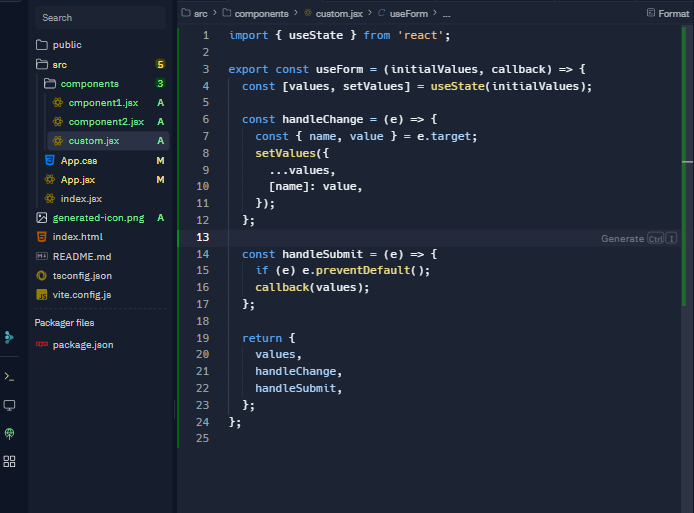 Search
public
src 5
components 3
cmponent1.jsx A
component2.jsx A
custom.jsx A
App.css M
App.jsx M
index.jsx
generated-icon.png A
index.html
README.md
tsconfig.json
vite.config.js
Packager files
package.json
src > components > custom.jsx > useForm > ...
Format
1 import { useState } from 'react';
2
3 export const useForm = (initialValues, callback) => {
4   const [values, setValues] = useState(initialValues);
5
6   const handleChange = (e) => {
7     const { name, value } = e.target;
8     setValues({
9       ...values,
10       [name]: value,
11     });
12   };
13 Generate Ctrl I
14   const handleSubmit = (e) => {
15     if (e) e.preventDefault();
16     callback(values);
17   };
18
19   return {
20     values,
21     handleChange,
22     handleSubmit,
23   };
24 };
25